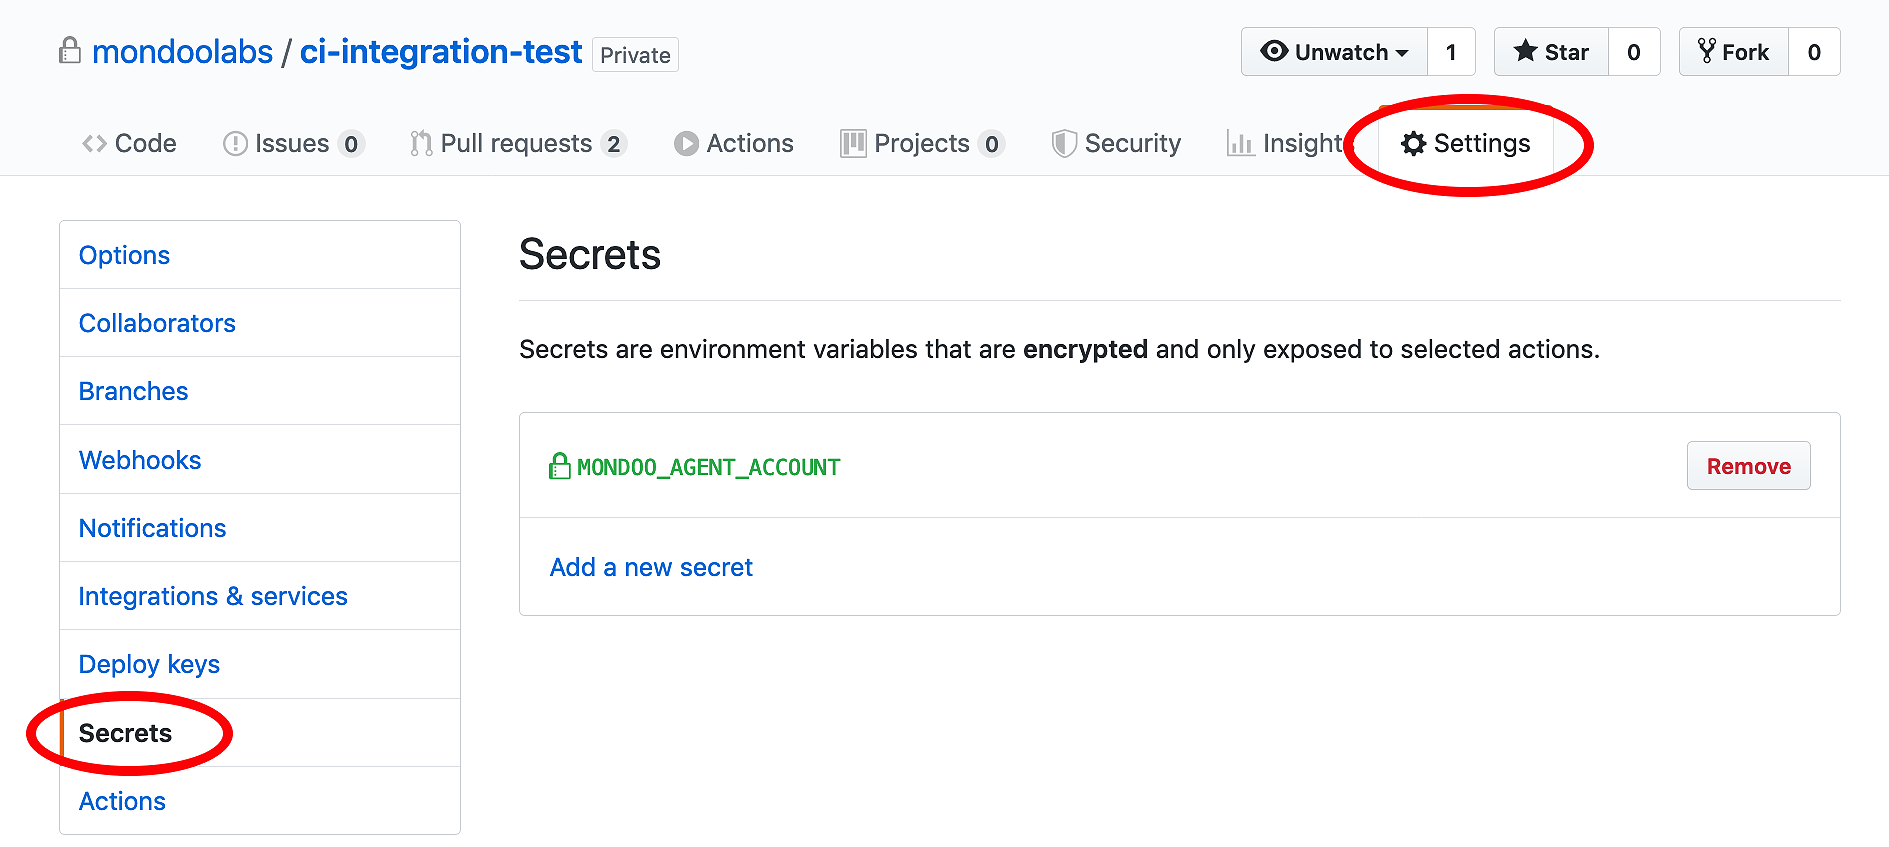 mondoolabs / ci-integration-test Private Unwatch 1 Star 0 Fork 0
Code Issues 0 Pull requests 2 Actions Projects 0 Security Insight Settings
Options
Collaborators
Branches
Webhooks
Notifications
Integrations & services
Deploy keys
Secrets
Actions
Secrets
Secrets are environment variables that are encrypted and only exposed to selected actions.
MONDOO_AGENT_ACCOUNT Remove
Add a new secret